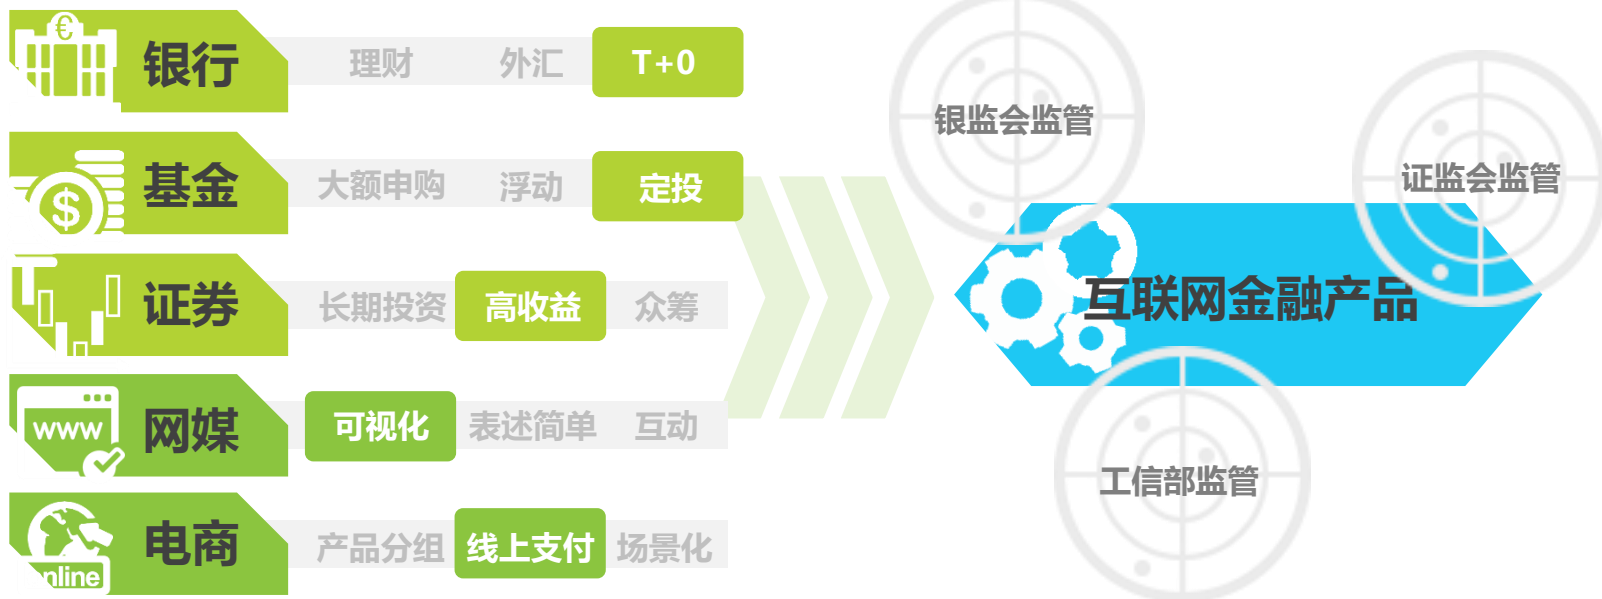 €
银行
理财
外汇
T+0
$
基金
大额申购
浮动
定投
证券
长期投资
高收益
众筹
www
网媒
可视化
表述简单
互动
online
电商
产品分组
线上支付
场景化
银监会监管
证监会监管
互联网金融产品
工信部监管